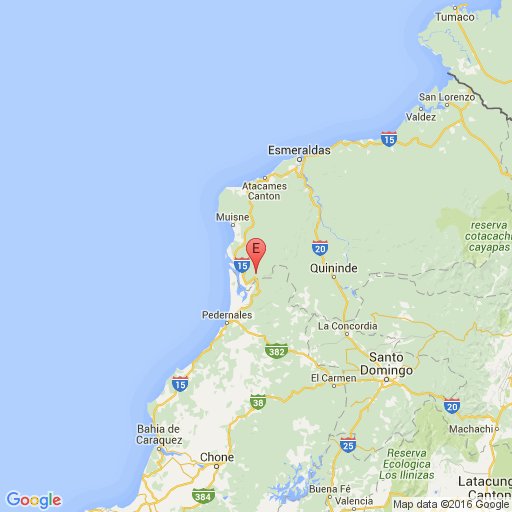 Tumaco
San Lorenzo
Valdez
15
Esmeraldas
Atacames
Canton
Muisne
reserva
cotacachi
cayapas
E
20
15
Quininde
Pedernales
La Concordia
382
Santo
Domingo
15
El Carmen
38
20
Machachi
Bahia de
Caraquez
25
Reserva
Ecológica
Los Ilinizas
Chone
Latacung
Canton
Buena Fé
384
Valencia
Google
Map data ©2016 Google